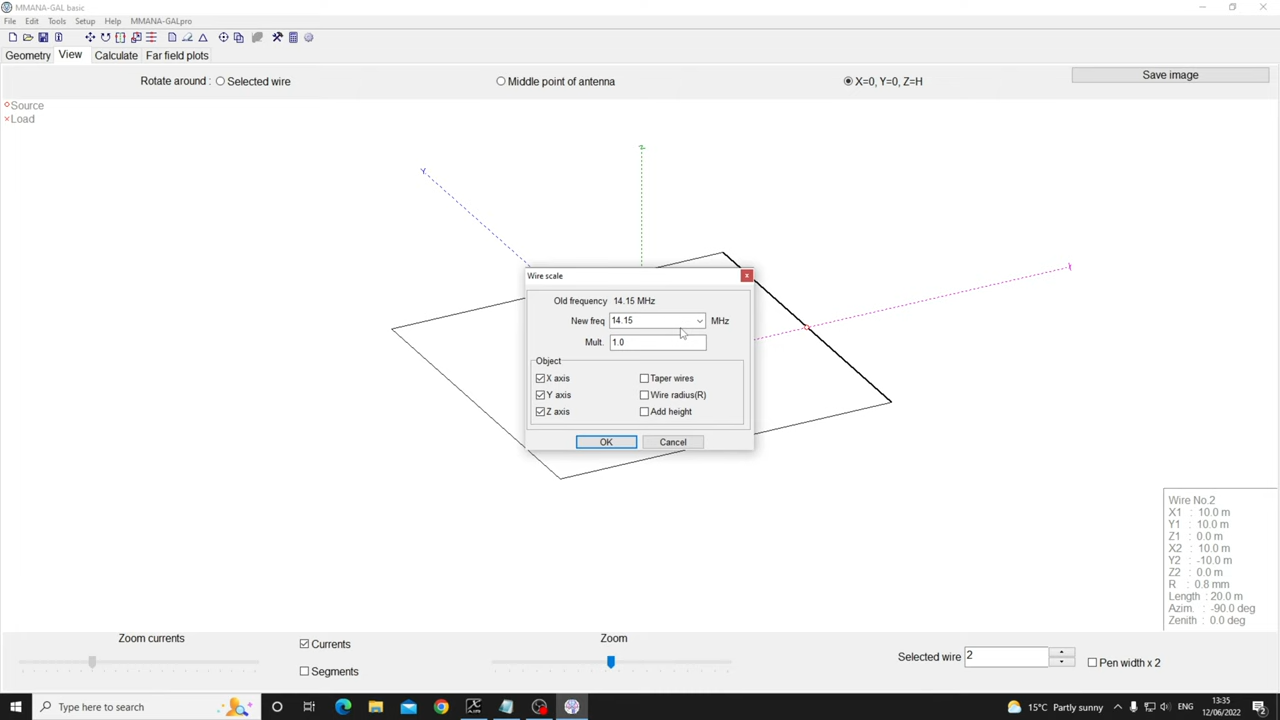 MMANA-GAL basic
File Edit Tools Setup Help MMANA-GALpro
Geometry View Calculate Far field plots
Rotate around : Selected wire Middle point of antenna X=0, Y=0, Z=H Save image
Source
Load
Z
Y
Wire scale
Old frequency 14.15 MHz
New freq 14.15 MHz
Mult. 1.0
Object
X axis Taper wires
Y axis Wire radius(R)
Z axis Add height
OK Cancel
Wire No.2
X1 : 10.0 m
Y1 : 10.0 m
Z1 : 0.0 m
X2 : 10.0 m
Y2 : -10.0 m
Z2 : 0.0 m
R : 0.8 mm
Length : 20.0 m
Azim. : -90.0 deg
Zenith : 0.0 deg
Zoom currents Currents Zoom
Segments Selected wire 2 Pen width x 2
Type here to search 15°C Partly sunny ENG 13:35
12/06/2022